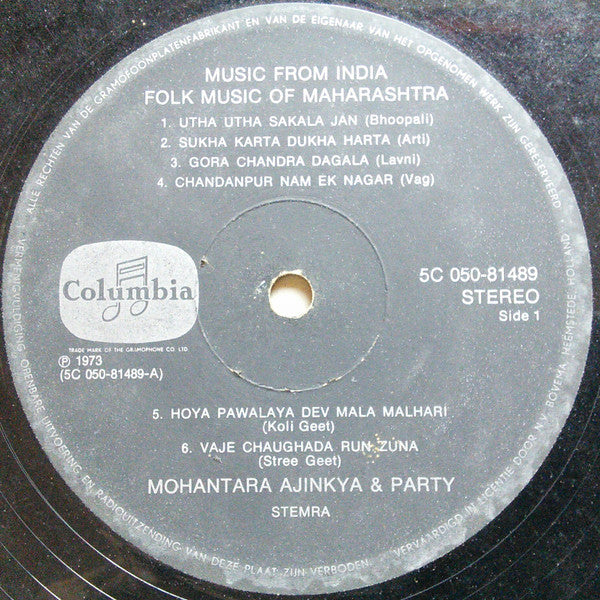 MUSIC FROM INDIA
FOLK MUSIC OF MAHARASHTRA
1. UTHA UTHA SAKALA JAN (Bhoopali)
2. SUKHA KARTA DUKHA HARTA (Arti)
3. GORA CHANDRA DAGALA (Lavni)
4. CHANDANPUR NAM EK NAGAR (Vag)
Columbia
TRADE MARK OF THE GRAMOPHONE CO. LTD
℗ 1973
(5C 050-81489-A)
5C 050-81489
STEREO
Side 1
5. HOYA PAWALAYA DEV MALA MALHARI
(Koli Geet)
6. VAJE CHAUGHADA RUN ZUNA
(Stree Geet)
MOHANTARA AJINKYA & PARTY
STEMRA
ALLE RECHTEN VAN DE GRAMOFOONPLATENFABRIKANT EN VAN DE EIGENAAR VAN HET OPGENOMEN WERK ZIJN GERESERVEERD
VERMENIGVULDIGING, OPENBARE UITVOERING EN RADIOUITZENDING VAN DEZE PLAAT ZIJN VERBODEN.
VERVAARDIGD IN LICENTIE DOOR N.V. BOVEMA, HEEMSTEDE, HOLLAND